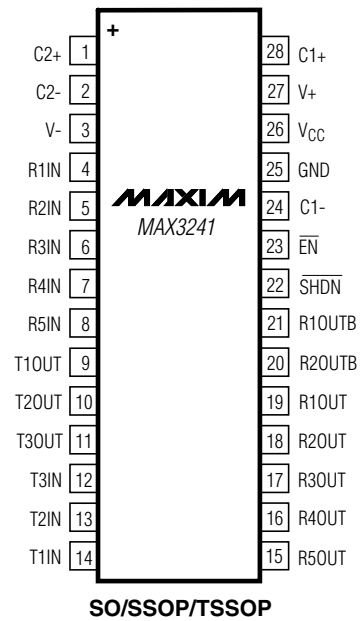 +
C2+ 1 28 C1+
C2- 2 27 V+
V- 3 26 VCC
R1IN 4 25 GND
R2IN 5 MAXIM 24 C1-
MAX3241
R3IN 6 23 EN
R4IN 7 22 SHDN
R5IN 8 21 R1OUTB
T1OUT 9 20 R2OUTB
T2OUT 10 19 R1OUT
T3OUT 11 18 R2OUT
T3IN 12 17 R3OUT
T2IN 13 16 R4OUT
T1IN 14 15 R5OUT
SO/SSOP/TSSOP